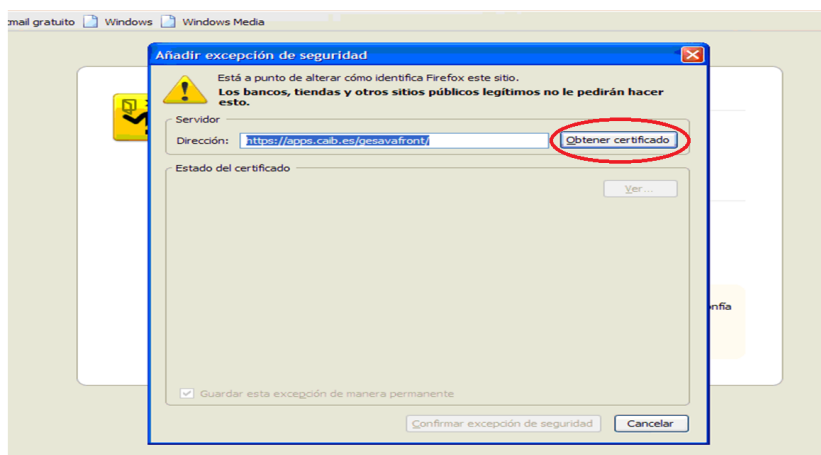 mail gratuito Windows Windows Media
Añadir excepción de seguridad
Está a punto de alterar cómo identifica Firefox este sitio.
Los bancos, tiendas y otros sitios públicos legítimos no le pedirán hacer
esto.
Servidor
Dirección: https://apps.caib.es/gesavafront/ Obtener certificado
Estado del certificado
Ver...
nfía
Guardar esta excepción de manera permanente
Confirmar excepción de seguridad Cancelar